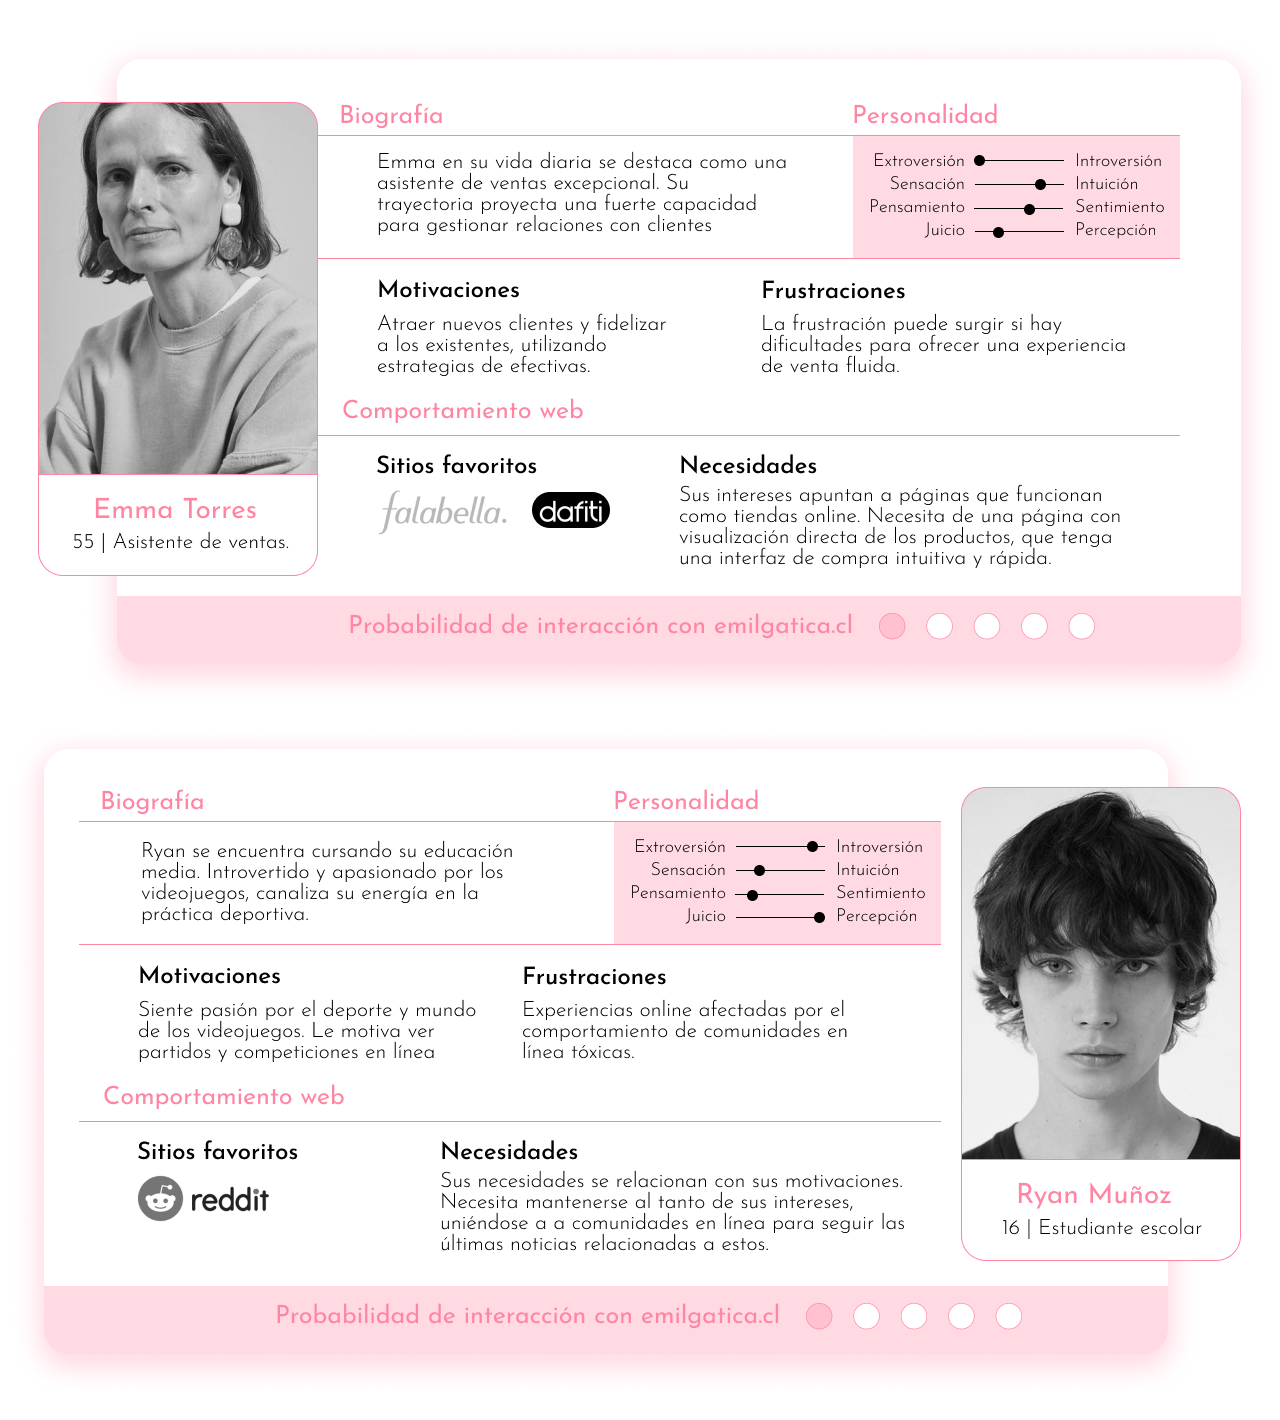 Biografía
Personalidad
Emma en su vida diaria se destaca como una
asistente de ventas excepcional. Su
trayectoria proyecta una fuerte capacidad
para gestionar relaciones con clientes
Extroversión Introversión
Sensación Intuición
Pensamiento Sentimiento
Juicio Percepción
Motivaciones
Atraer nuevos clientes y fidelizar
a los existentes, utilizando
estrategias de efectivas.
Frustraciones
La frustración puede surgir si hay
dificultades para ofrecer una experiencia
de venta fluida.
Comportamiento web
Sitios favoritos
falabella.
dafiti
Necesidades
Sus intereses apuntan a páginas que funcionan
como tiendas online. Necesita de una página con
visualización directa de los productos, que tenga
una interfaz de compra intuitiva y rápida.
Emma Torres
55 | Asistente de ventas.
Probabilidad de interacción con emilgatica.cl
Biografía
Personalidad
Ryan se encuentra cursando su educación
media. Introvertido y apasionado por los
videojuegos, canaliza su energía en la
práctica deportiva.
Extroversión Introversión
Sensación Intuición
Pensamiento Sentimiento
Juicio Percepción
Motivaciones
Siente pasión por el deporte y mundo
de los videojuegos. Le motiva ver
partidos y competiciones en línea
Frustraciones
Experiencias online afectadas por el
comportamiento de comunidades en
línea tóxicas.
Comportamiento web
Sitios favoritos
reddit
Necesidades
Sus necesidades se relacionan con sus motivaciones.
Necesita mantenerse al tanto de sus intereses,
uniéndose a a comunidades en línea para seguir las
últimas noticias relacionadas a estos.
Ryan Muñoz
16 | Estudiante escolar
Probabilidad de interacción con emilgatica.cl